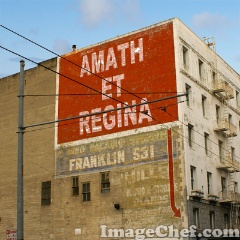 AMATH
ET
REGINA
FRANKLIN 531
ImageChef.com